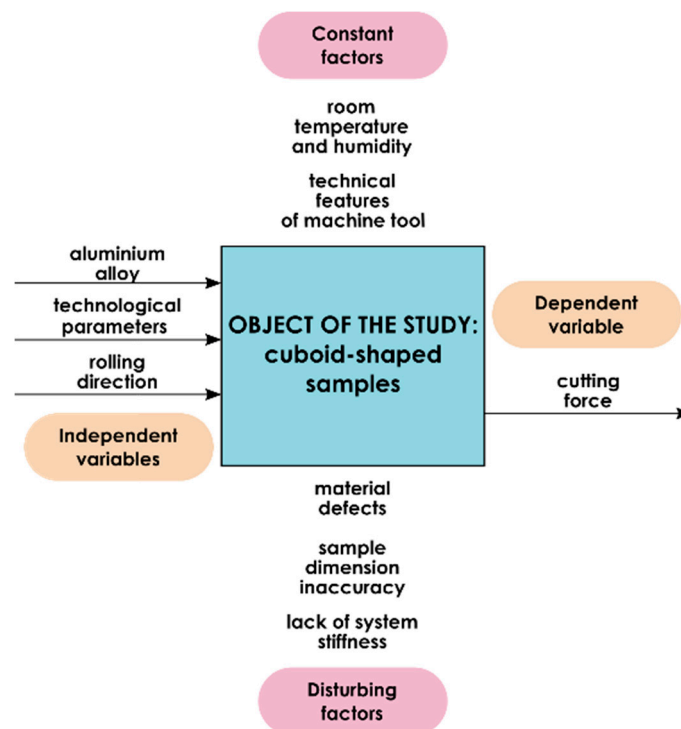 Constant
factors
room
temperature
and humidity
technical
features
of machine tool
aluminium
alloy
technological
parameters
rolling
direction
Independent
variables
OBJECT OF THE STUDY:
cuboid-shaped
samples
Dependent
variable
cutting
force
material
defects
sample
dimension
inaccuracy
lack of system
stiffness
Disturbing
factors